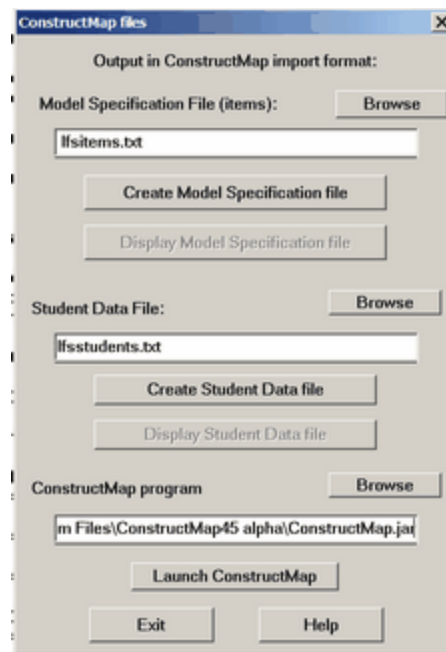 ConstructMap files
Output in ConstructMap import format:
Model Specification File (items):
Browse
lfsitems.txt
Create Model Specification file
Display Model Specification file
Browse
Student Data File:
lfsstudents.txt
Create Student Data file
Display Student Data file
ConstructMap program
Browse
m Files\ConstructMap45 alpha\ConstructMap.jar
Launch ConstructMap
Exit
Help